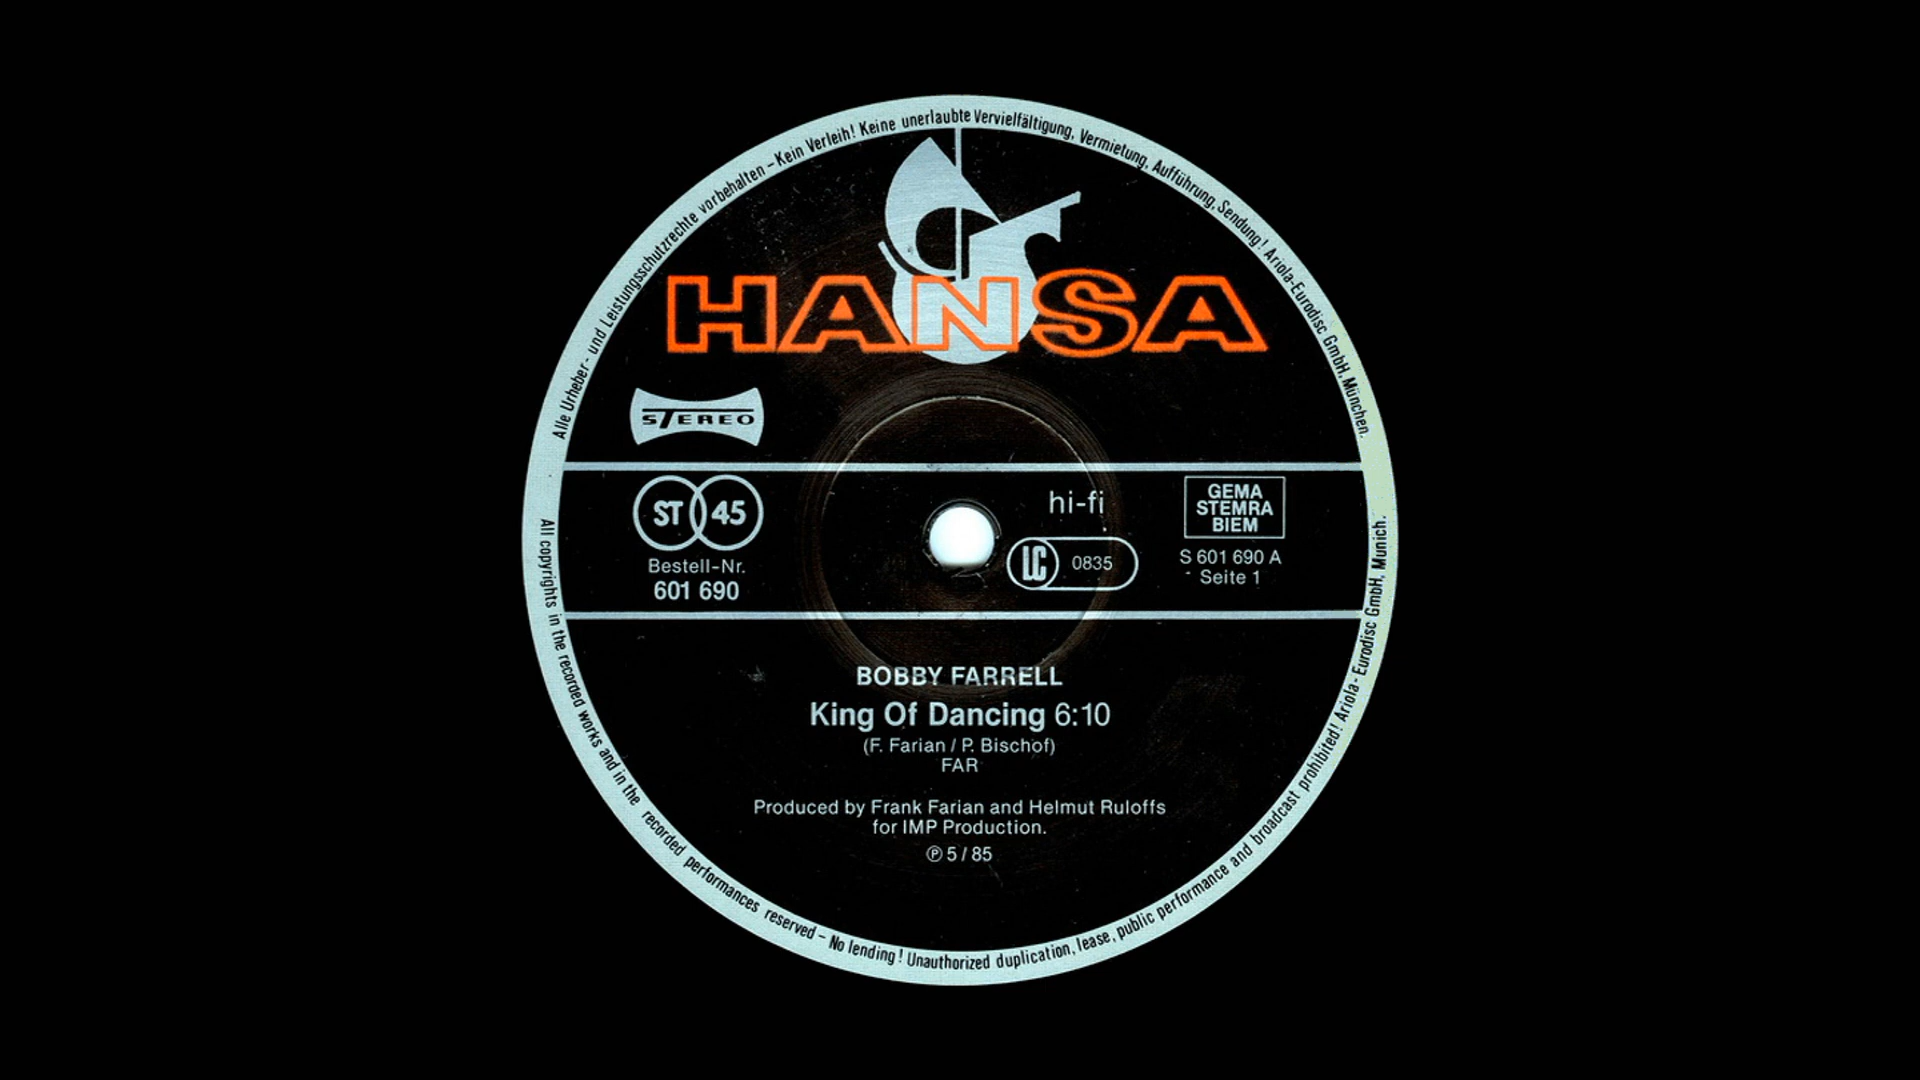 Alle Urheber- und Leistungsschutzrechte vorbehalten – Kein Verleih! Keine unerlaubte Vervielfältigung, Vermietung, Aufführung, Sendung! Ariola-Eurodisc GmbH, München.
HANSA
STEREO
ST 45
Bestell-Nr.
601 690
hi-fi
LC 0835
GEMA
STEMRA
BIEM
S 601 690 A
Seite 1
BOBBY FARRELL
King Of Dancing 6:10
(F. Farian / P. Bischof)
FAR
Produced by Frank Farian and Helmut Ruloffs
for IMP Production.
℗ 5 / 85
All copyrights in the recorded works and in the recorded performances reserved – No lending! Unauthorized duplication, lease, public performance and broadcast prohibited! Ariola-Eurodisc GmbH, Munich.